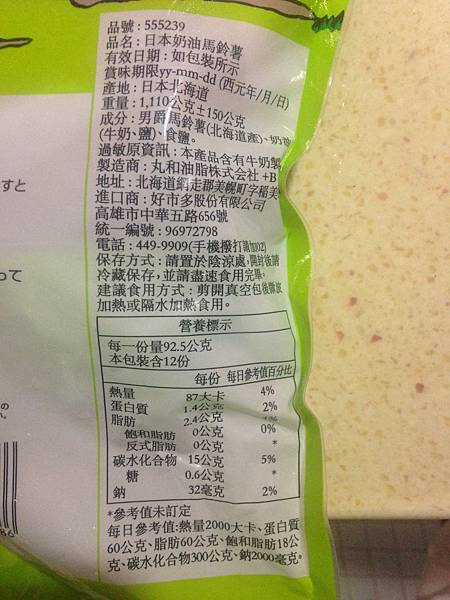 品號：555239
品名：日本奶油馬鈴薯
有效日期：如包裝所示
賞味期限yy-mm-dd (西元年/月/日)
產地：日本北海道
重量：1,110公克±150公克
成分：男爵馬鈴薯(北海道產)、奶油
(牛奶、鹽)、食鹽。
過敏原資訊：本產品含有牛奶製
製造商：丸和油脂株式会社 +B
地址：北海道網走郡美幌町字稲美
進口商：好市多股份有限公司
高雄市中華五路656號
統一編號：96972798
電話：449-9909(手機撥打請加02)
保存方式：請置於陰涼處,開封後請
冷藏保存,並請盡速食用完畢。
建議食用方式：剪開真空包後微波
加熱或隔水加熱食用。
營養標示
每一份量92.5公克
本包裝含12份
每份 每日參考值百分比
熱量 87大卡 4%
蛋白質 1.4公克 2%
脂肪 2.4公克 4%
飽和脂肪 0公克 0%
反式脂肪 0公克 *
碳水化合物 15公克 5%
糖 0.6公克 *
鈉 32毫克 2%
*參考值未訂定
每日參考值:熱量2000大卡、蛋白質
60公克、脂肪60公克、飽和脂肪18公
克、碳水化合物300公克、鈉2000毫克。
すと
って
の
ん。
86